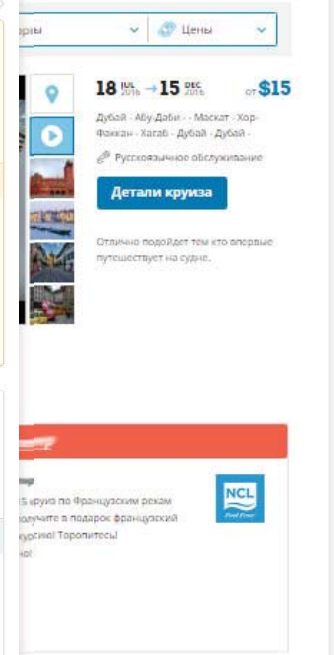 Цены
18 JUL 2016 → 15 DEC 2016 от $15
Дубай - Абу-Даби - - Маскат - Хор-
Факкан - Хасаб - Дубай - Дубай -
Русскоязычное обслуживание
Детали круиза
Отлично подойдет тем кто впервые
путешествует на судне.
NCL
круиз по Французским рекам
получите в подарок французский
Торопитесь!